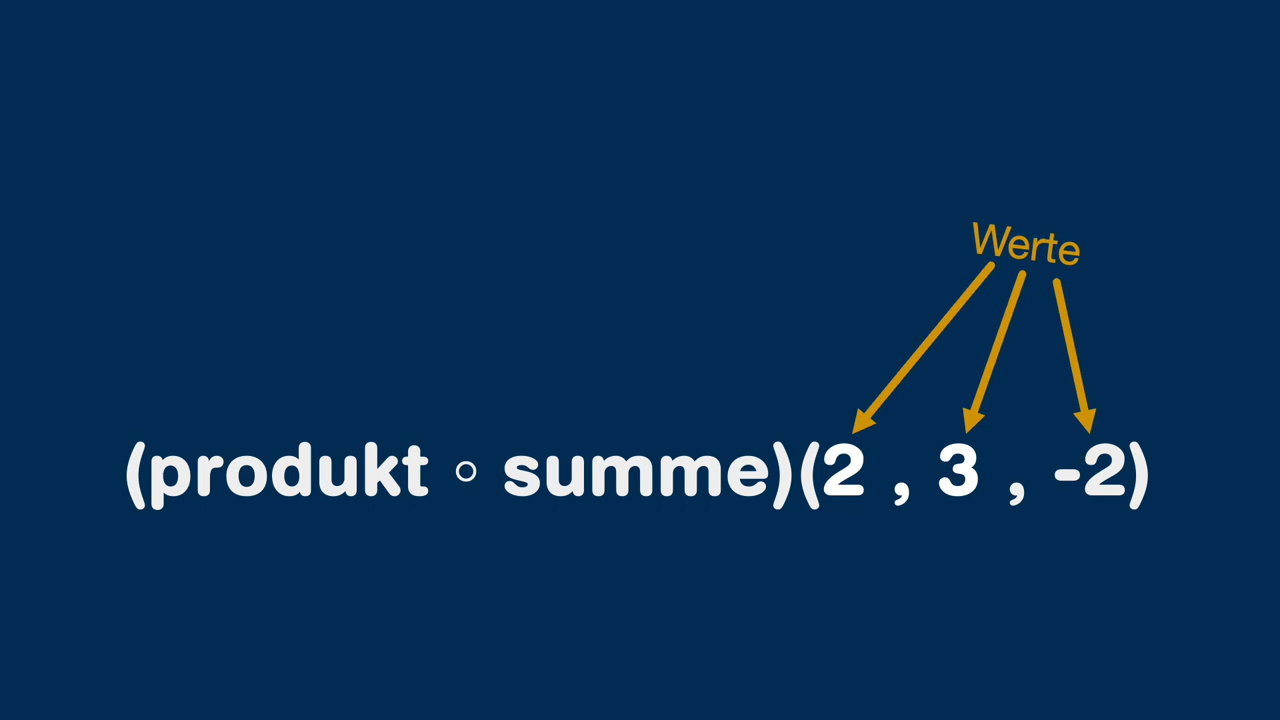 Werte
(produkt ◦ summe)(2 , 3 , -2)